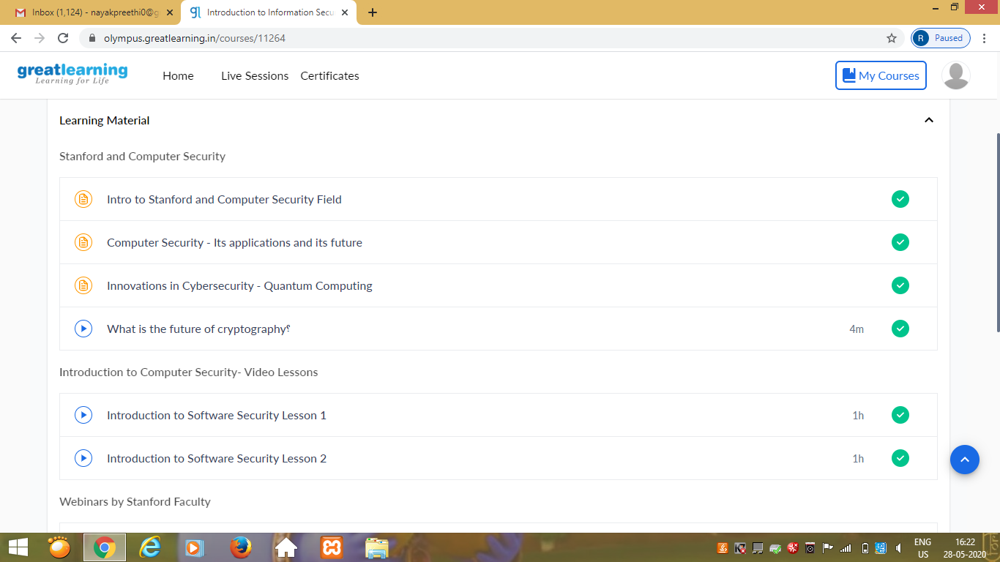 Inbox (1,124) - nayakpreethi0@g
Introduction to Information Secu
olympus.greatlearning.in/courses/11264
R Paused
greatlearning
Learning for Life
Home Live Sessions Certificates
My Courses
Learning Material
Stanford and Computer Security
Intro to Stanford and Computer Security Field
Computer Security - Its applications and its future
Innovations in Cybersecurity - Quantum Computing
What is the future of cryptography⸮ 4m
Introduction to Computer Security- Video Lessons
Introduction to Software Security Lesson 1 1h
Introduction to Software Security Lesson 2 1h
Webinars by Stanford Faculty
ENG 16:22
US 28-05-2020